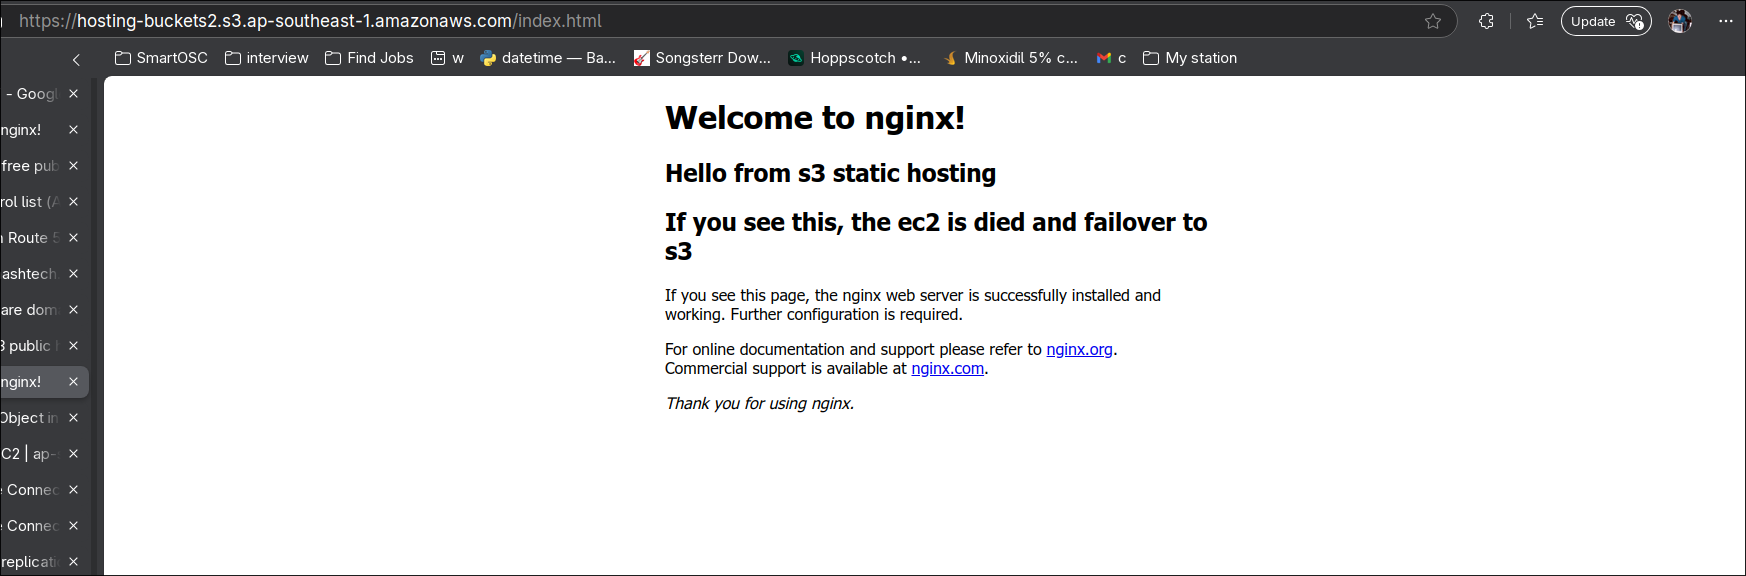 https://hosting-buckets2.s3.ap-southeast-1.amazonaws.com/index.html
Update
SmartOSC interview Find Jobs w datetime — Ba... Songsterr Dow... Hoppscotch •... Minoxidil 5% c... c My station
- Googl
nginx!
free pub
rol list (A
n Route 5
ashtech.
are dom
3 public h
nginx!
Object in
C2 | ap-s
e Connec
e Connec
replicati
Welcome to nginx!
Hello from s3 static hosting
If you see this, the ec2 is died and failover to
s3
If you see this page, the nginx web server is successfully installed and
working. Further configuration is required.
For online documentation and support please refer to nginx.org.
Commercial support is available at nginx.com.
Thank you for using nginx.